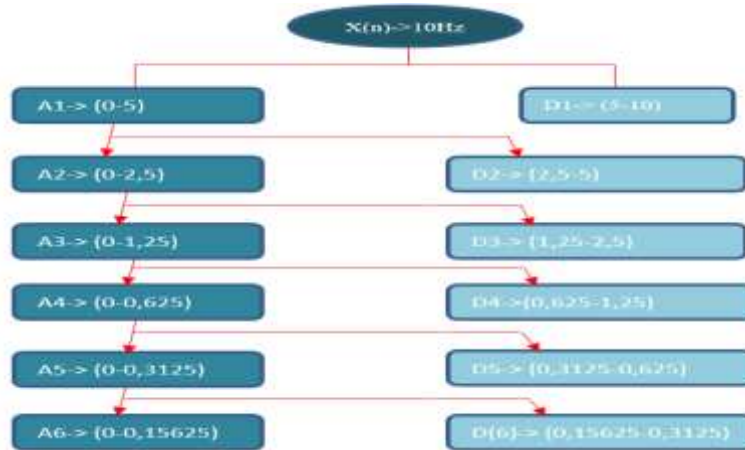 X(n)->10Hz
A1-> (0-5)
D1-> (5-10)
A2-> (0-2,5)
D2-> (2,5-5)
A3-> (0-1,25)
D3-> (1,25-2,5)
A4-> (0-0,625)
D4->(0,625-1,25)
A5-> (0-0,3125)
D5-> (0,3125-0,625)
A6-> (0-0,15625)
D(6)-> (0,15625-0,3125)